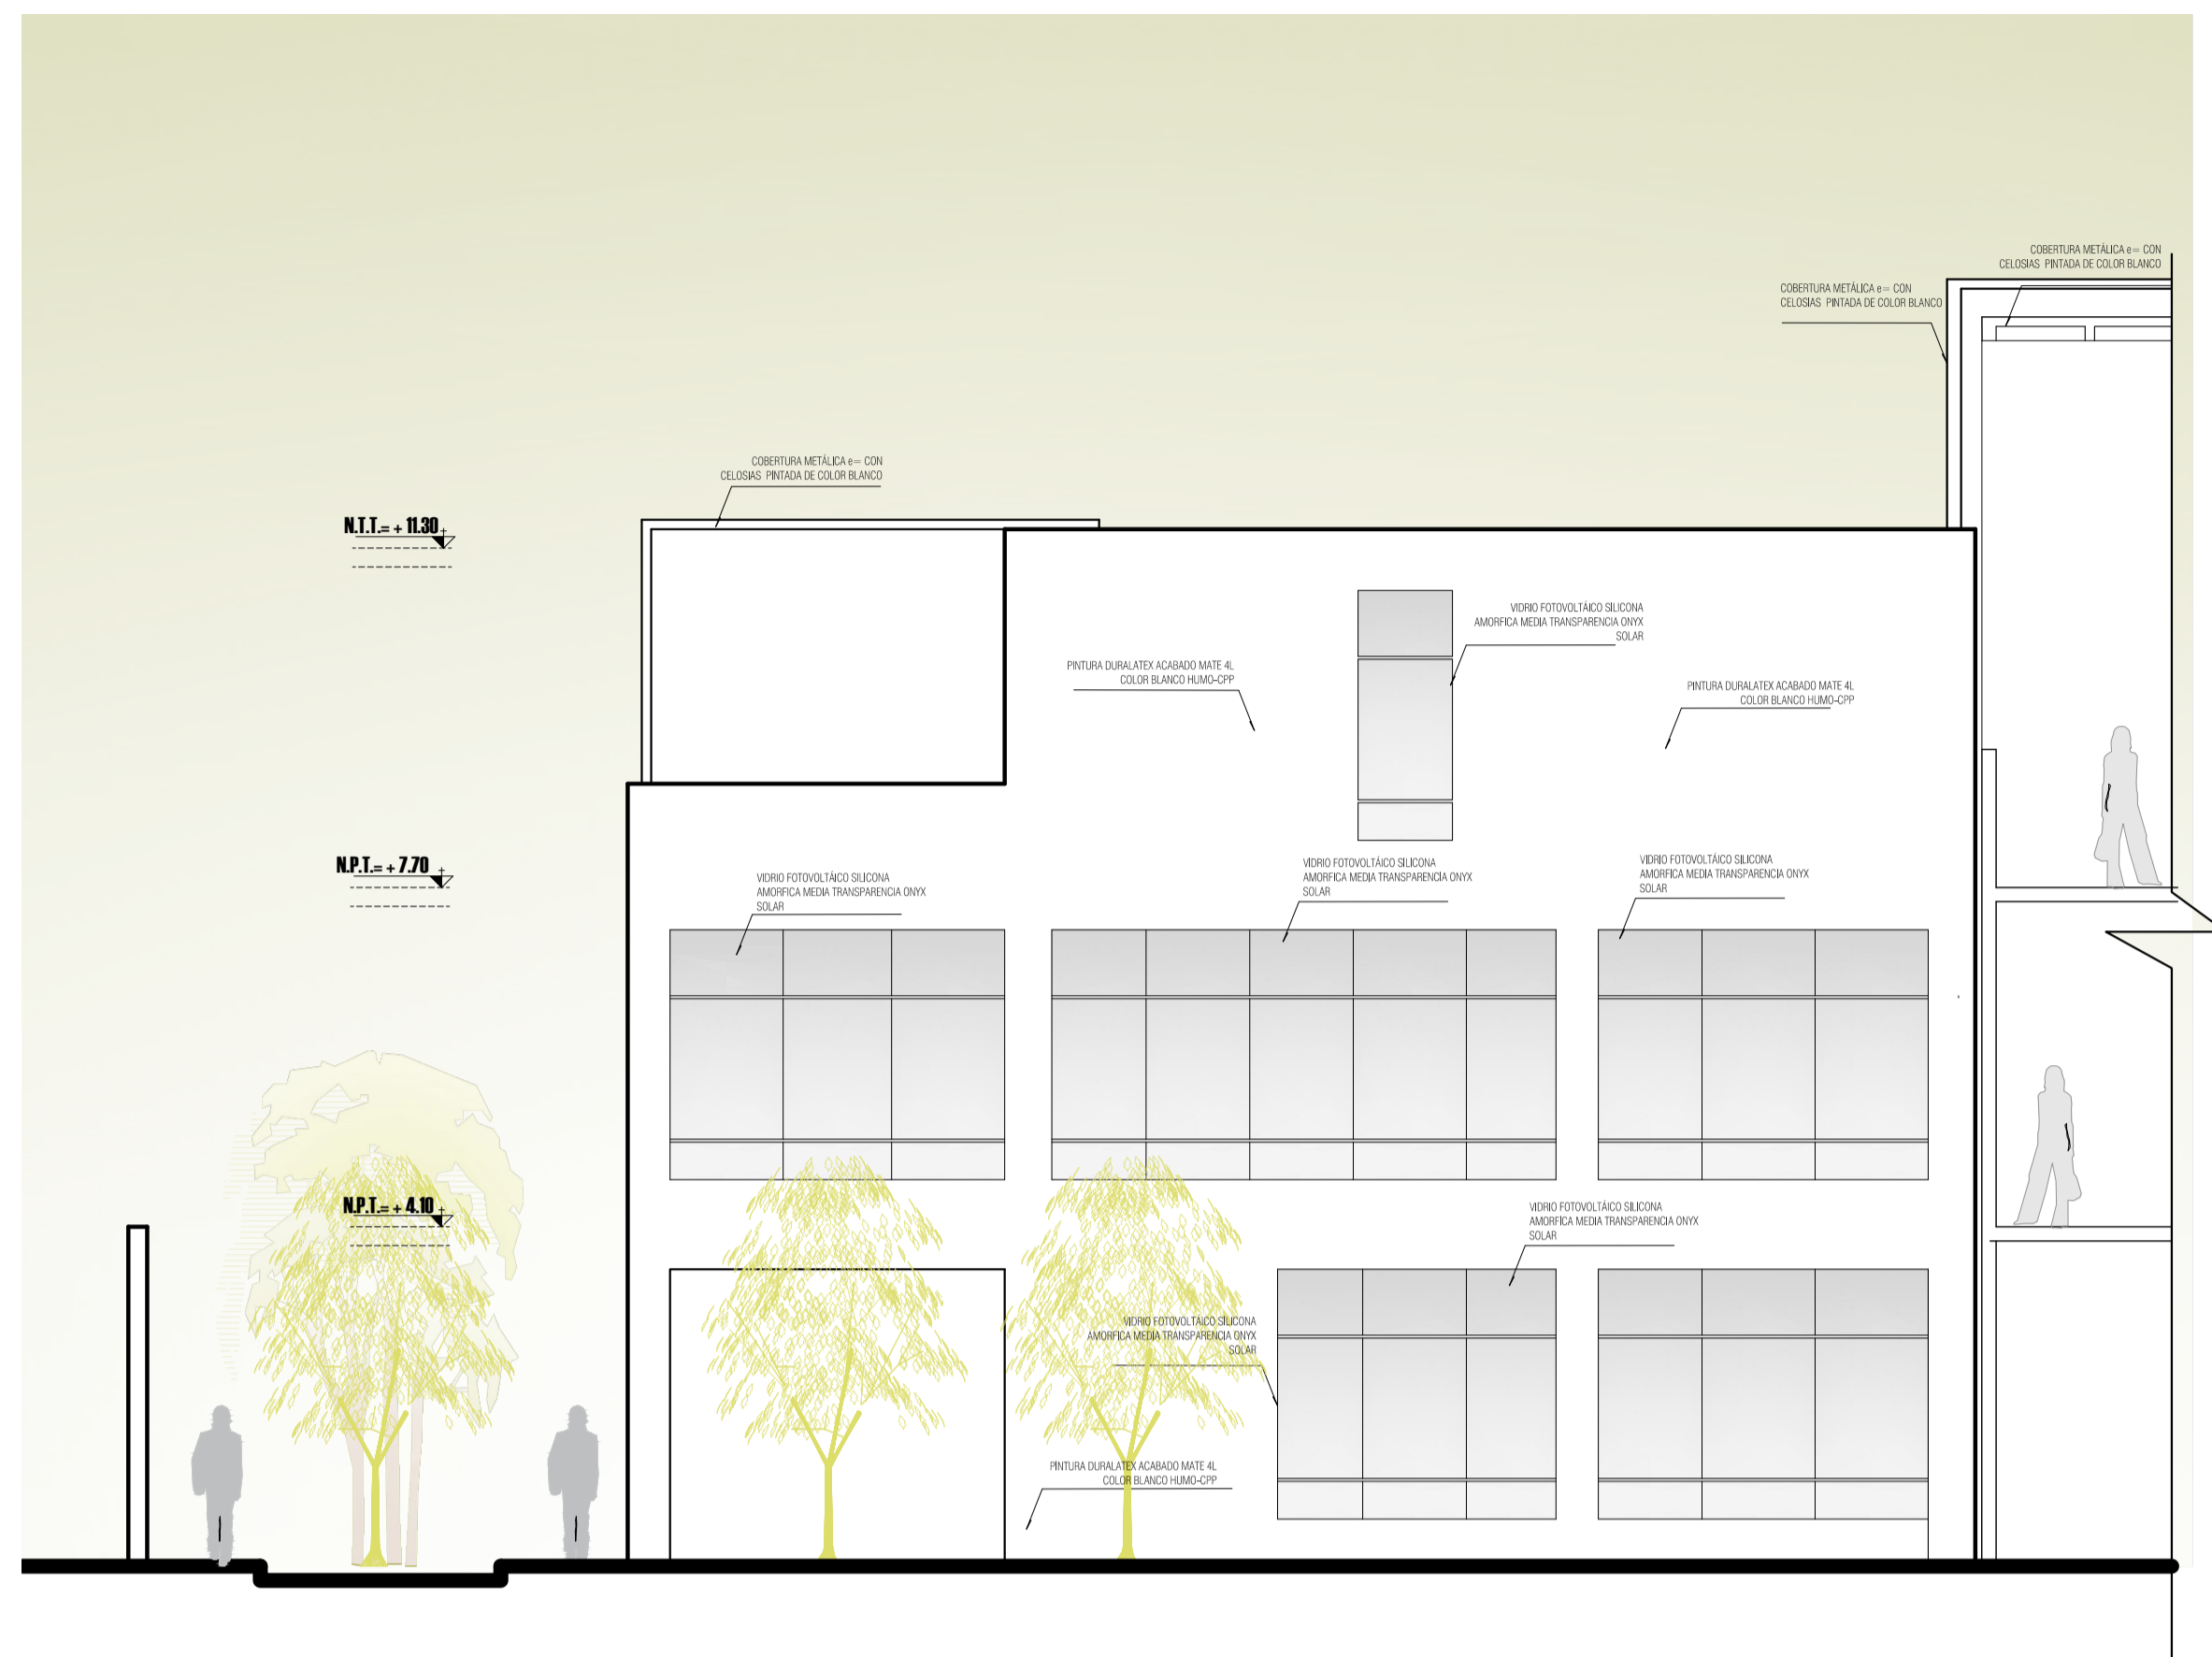 COBERTURA METÁLICA e= CON
CELOSIAS PINTADA DE COLOR BLANCO
COBERTURA METÁLICA e= CON
CELOSIAS PINTADA DE COLOR BLANCO
COBERTURA METÁLICA e= CON
CELOSIAS PINTADA DE COLOR BLANCO
N.T.T.= + 11.30
VIDRIO FOTOVOLTÁICO SILICONA
AMORFICA MEDIA TRANSPARENCIA ONYX
SOLAR
PINTURA DURALATEX ACABADO MATE 4L
COLOR BLANCO HUMO-CPP
PINTURA DURALATEX ACABADO MATE 4L
COLOR BLANCO HUMO-CPP
N.P.T.= + 7.70
VIDRIO FOTOVOLTÁICO SILICONA
AMORFICA MEDIA TRANSPARENCIA ONYX
SOLAR
VIDRIO FOTOVOLTÁICO SILICONA
AMORFICA MEDIA TRANSPARENCIA ONYX
SOLAR
VIDRIO FOTOVOLTÁICO SILICONA
AMORFICA MEDIA TRANSPARENCIA ONYX
SOLAR
N.P.T.= + 4.10
VIDRIO FOTOVOLTÁICO SILICONA
AMORFICA MEDIA TRANSPARENCIA ONYX
SOLAR
VIDRIO FOTOVOLTÁICO SILICONA
AMORFICA MEDIA TRANSPARENCIA ONYX
SOLAR
PINTURA DURALATEX ACABADO MATE 4L
COLOR BLANCO HUMO-CPP